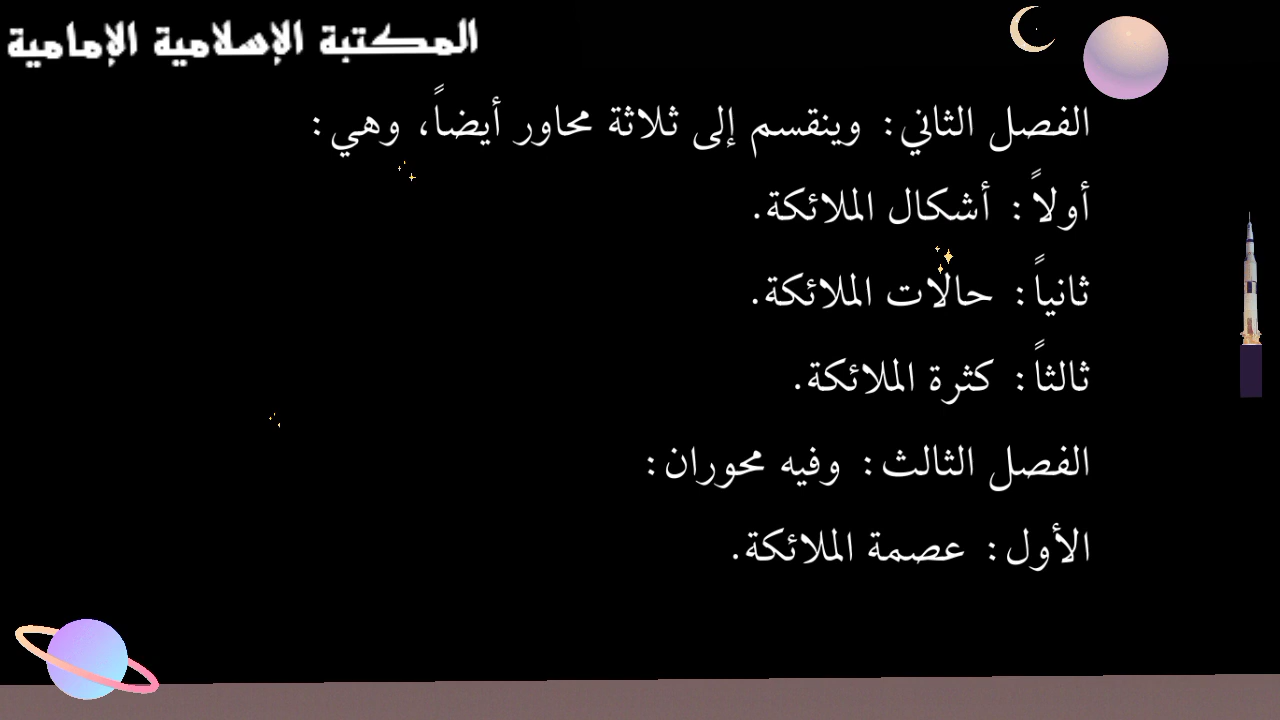 المكتبة الإسلامية الإمامية
الفصل الثاني: وينقسم إلى ثلاثة محاور أيضاً، وهي:
أولاً: أشكال الملائكة.
ثانياً: حالات الملائكة.
ثالثاً: كثرة الملائكة.
الفصل الثالث: وفيه محوران:
الأول: عصمة الملائكة.